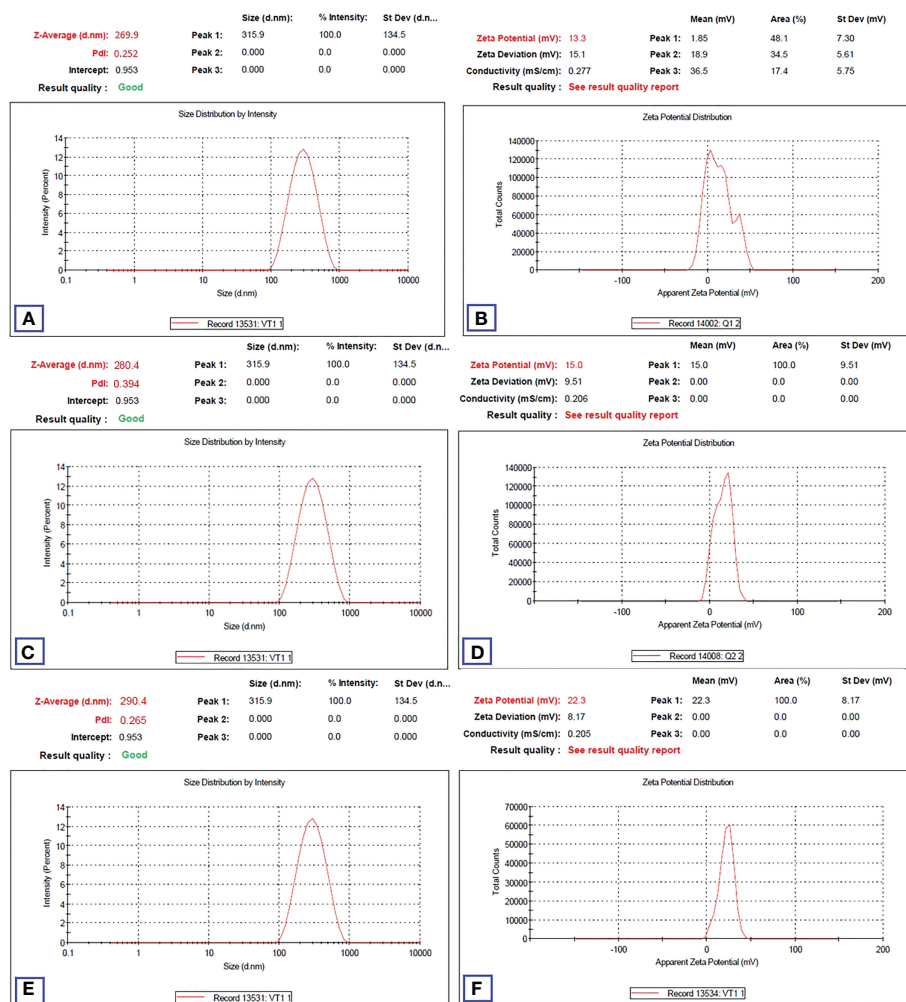 Size (d.nm): % Intensity: St Dev (d.n...
Z-Average (d.nm): 269.9 Peak 1: 315.9 100.0 134.5
PdI: 0.252 Peak 2: 0.000 0.0 0.000
Intercept: 0.953 Peak 3: 0.000 0.0 0.000
Result quality : Good
Size Distribution by Intensity
14
12
10
8
6
4
2
0
Intensity (Percent)
0.1 1 10 100 1000 10000
Size (d.nm)
A
Record 13531: VT1 1
Mean (mV) Area (%) St Dev (mV)
Zeta Potential (mV): 13.3 Peak 1: 1.85 48.1 7.30
Zeta Deviation (mV): 15.1 Peak 2: 18.9 34.5 5.61
Conductivity (mS/cm): 0.277 Peak 3: 36.5 17.4 5.75
Result quality : See result quality report
Zeta Potential Distribution
140000
120000
100000
80000
60000
40000
20000
0
Total Counts
-100 0 100 200
Apparent Zeta Potential (mV)
B
Record 14002: Q1 2
Size (d.nm): % Intensity: St Dev (d.n...
Z-Average (d.nm): 280.4 Peak 1: 315.9 100.0 134.5
PdI: 0.394 Peak 2: 0.000 0.0 0.000
Intercept: 0.953 Peak 3: 0.000 0.0 0.000
Result quality : Good
Size Distribution by Intensity
14
12
10
8
6
4
2
0
Intensity (Percent)
0.1 1 10 100 1000 10000
Size (d.nm)
C
Record 13531: VT1 1
Mean (mV) Area (%) St Dev (mV)
Zeta Potential (mV): 15.0 Peak 1: 15.0 100.0 9.51
Zeta Deviation (mV): 9.51 Peak 2: 0.00 0.0 0.00
Conductivity (mS/cm): 0.206 Peak 3: 0.00 0.0 0.00
Result quality : See result quality report
Zeta Potential Distribution
140000
120000
100000
80000
60000
40000
20000
0
Total Counts
-100 0 100 200
Apparent Zeta Potential (mV)
D
Record 14008: Q2 2
Size (d.nm): % Intensity: St Dev (d.n...
Z-Average (d.nm): 290.4 Peak 1: 315.9 100.0 134.5
PdI: 0.265 Peak 2: 0.000 0.0 0.000
Intercept: 0.953 Peak 3: 0.000 0.0 0.000
Result quality : Good
Size Distribution by Intensity
14
12
10
8
6
4
2
0
Intensity (Percent)
0.1 1 10 100 1000 10000
Size (d.nm)
E
Record 13531: VT1 1
Mean (mV) Area (%) St Dev (mV)
Zeta Potential (mV): 22.3 Peak 1: 22.3 100.0 8.17
Zeta Deviation (mV): 8.17 Peak 2: 0.00 0.0 0.00
Conductivity (mS/cm): 0.205 Peak 3: 0.00 0.0 0.00
Result quality : See result quality report
Zeta Potential Distribution
70000
60000
50000
40000
30000
20000
10000
0
Total Counts
-100 0 100 200
Apparent Zeta Potential (mV)
F
Record 13534: VT1 1